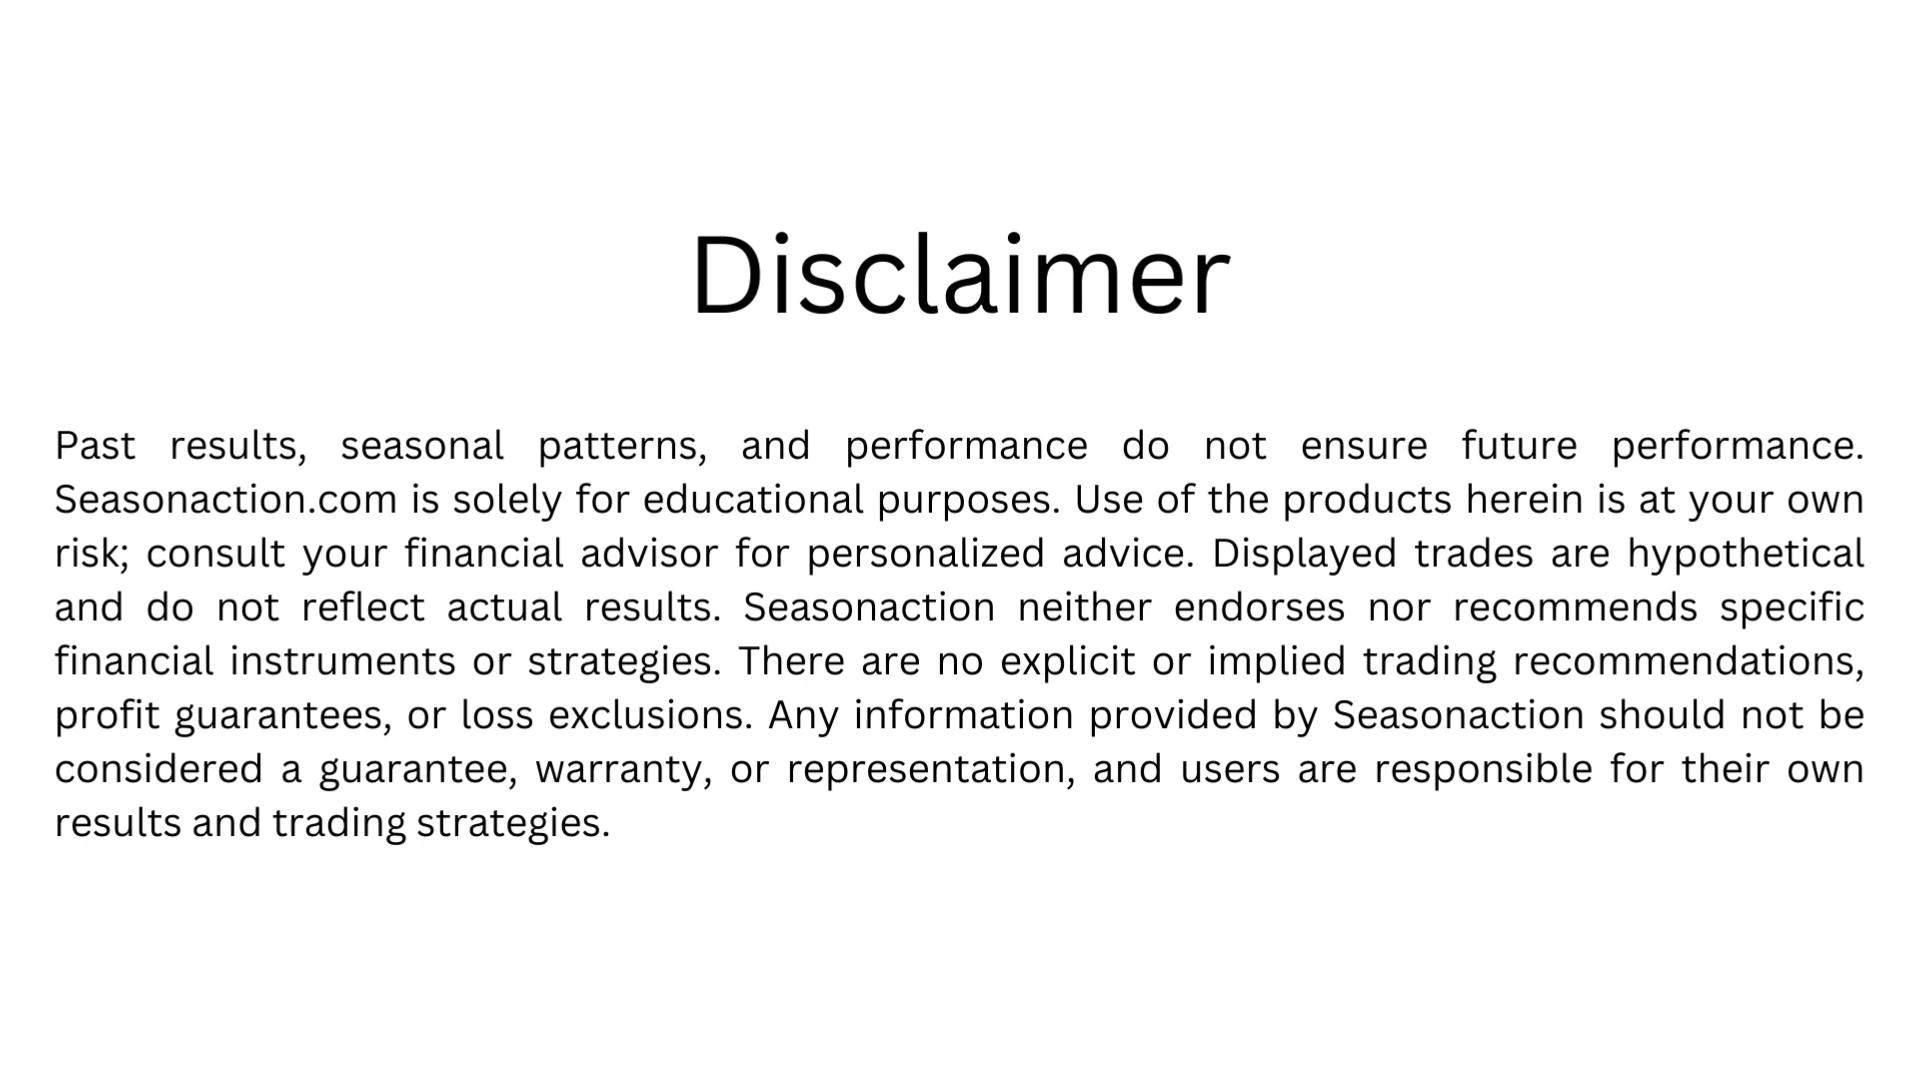 Disclaimer
Past results, seasonal patterns, and performance do not ensure future performance.
Seasonaction.com is solely for educational purposes. Use of the products herein is at your own
risk; consult your financial advisor for personalized advice. Displayed trades are hypothetical
and do not reflect actual results. Seasonaction neither endorses nor recommends specific
financial instruments or strategies. There are no explicit or implied trading recommendations,
profit guarantees, or loss exclusions. Any information provided by Seasonaction should not be
considered a guarantee, warranty, or representation, and users are responsible for their own
results and trading strategies.